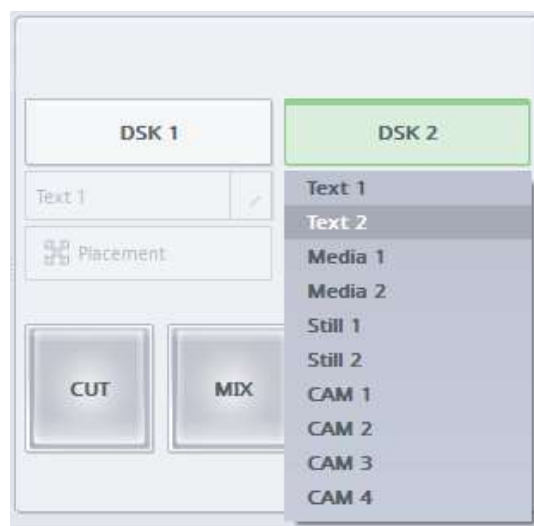 DSK 1
DSK 2
Text 1
Placement
CUT
MIX
Text 1
Text 2
Media 1
Media 2
Still 1
Still 2
CAM 1
CAM 2
CAM 3
CAM 4